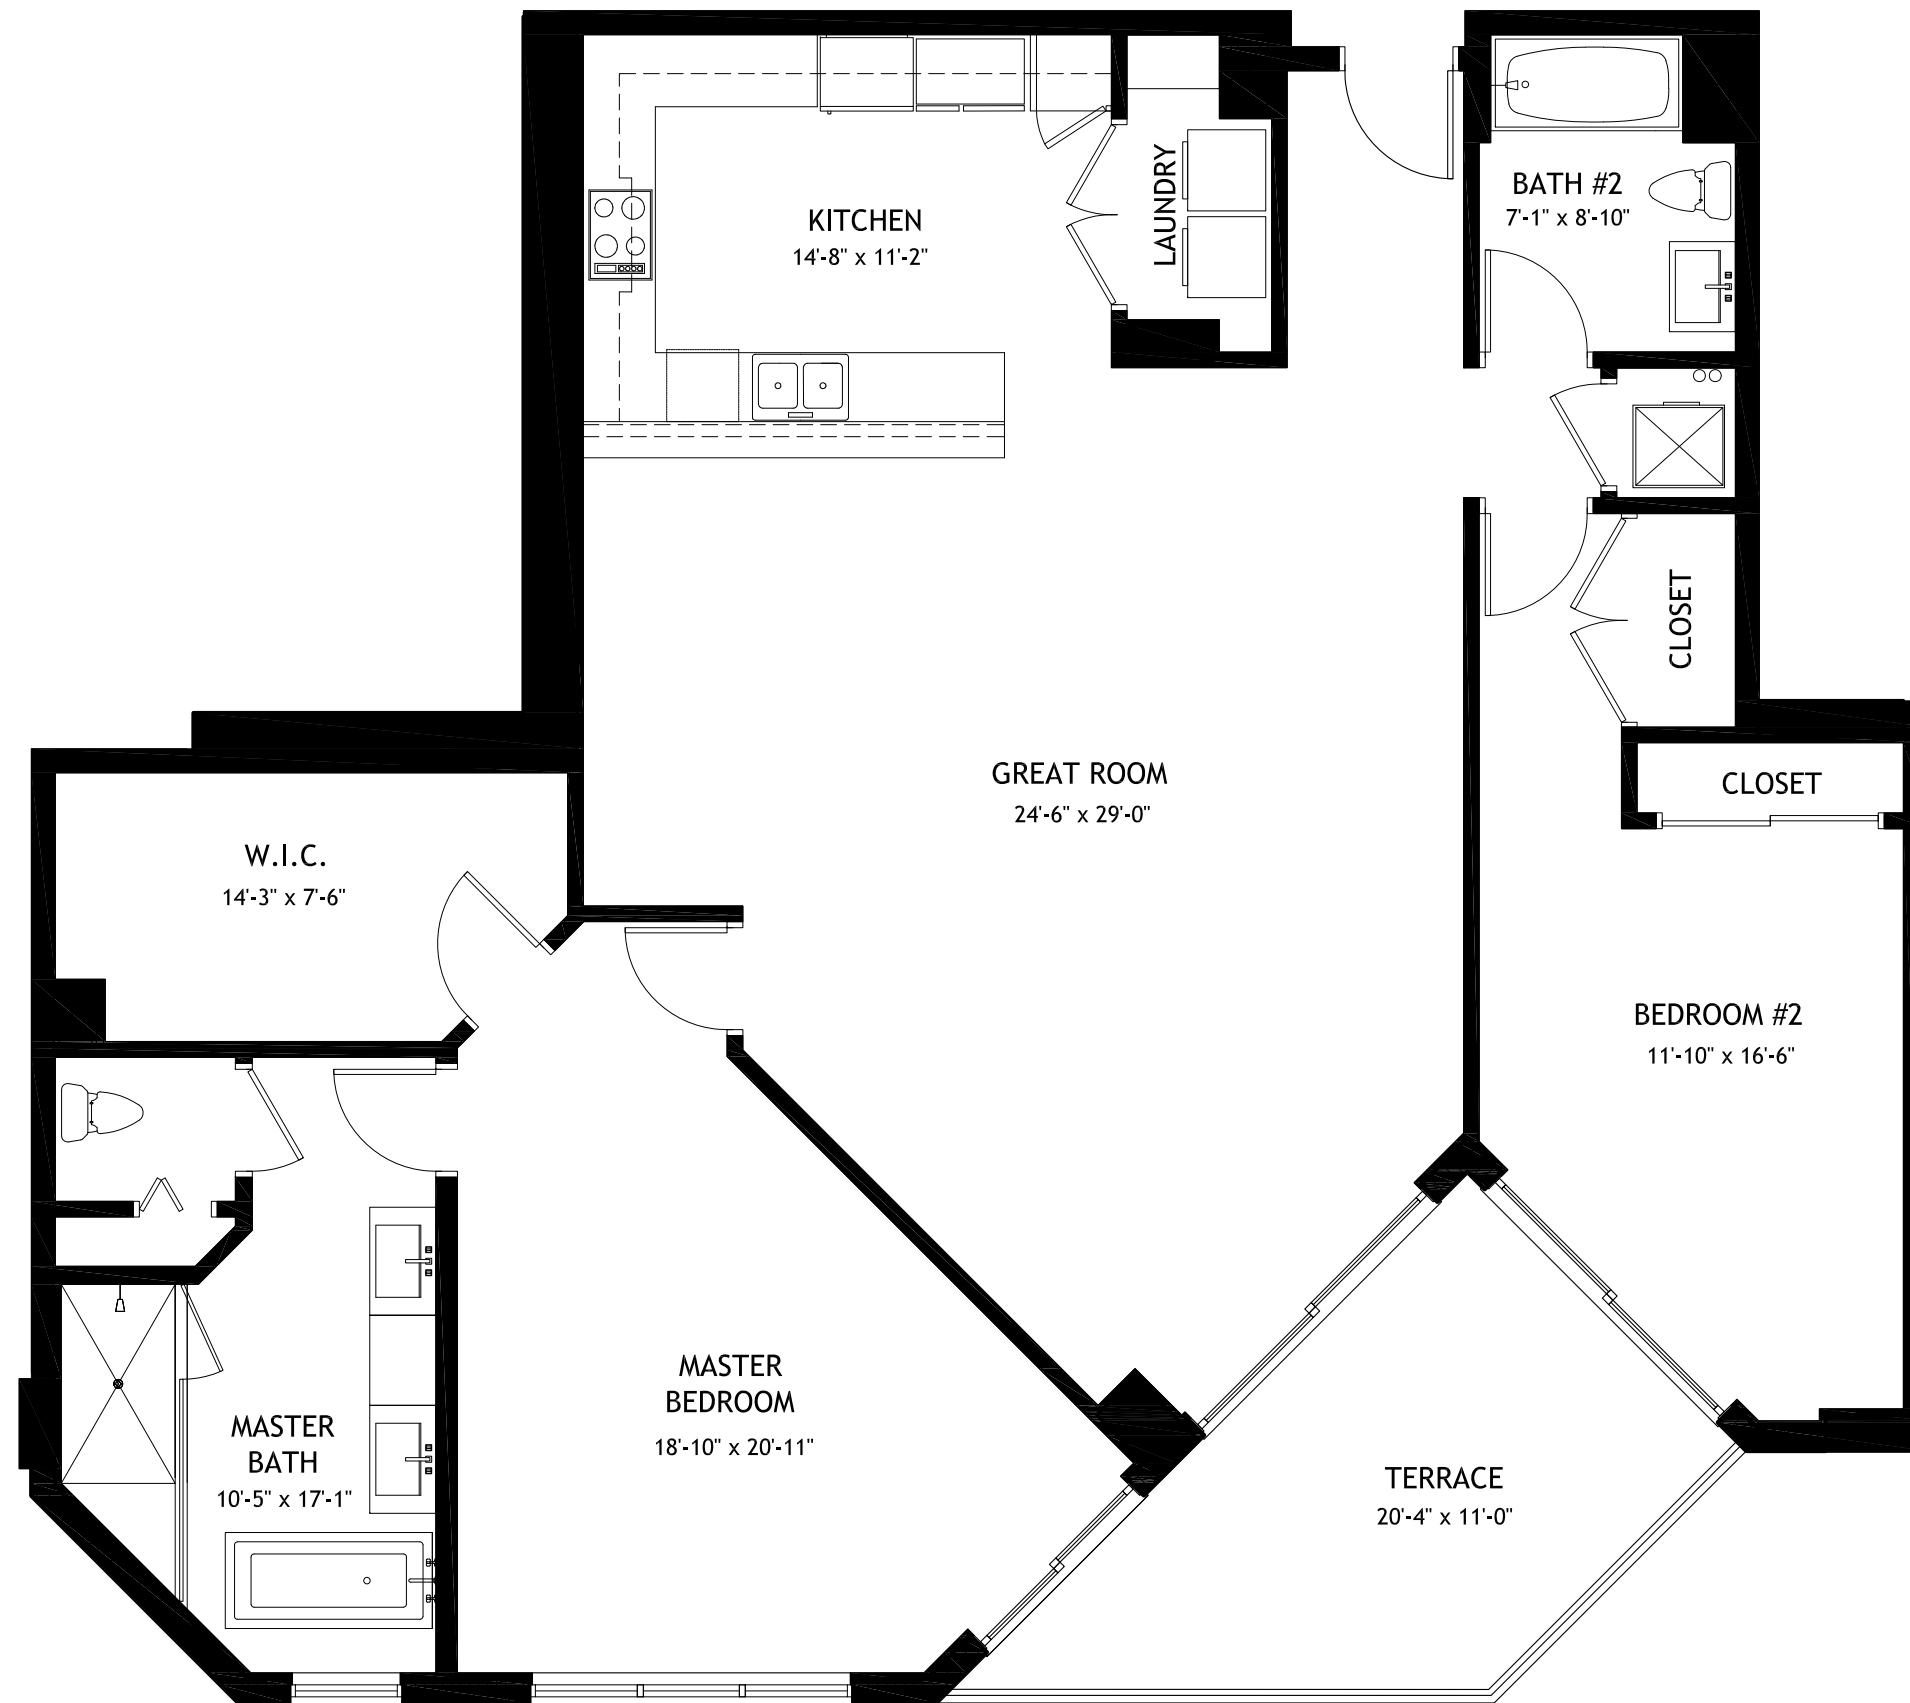 KITCHEN
14'-8" x 11'-2"
LAUNDRY
BATH #2
7'-1" x 8'-10"
CLOSET
CLOSET
GREAT ROOM
24'-6" x 29'-0"
W.I.C.
14'-3" x 7'-6"
BEDROOM #2
11'-10" x 16'-6"
MASTER
BEDROOM
18'-10" x 20'-11"
MASTER
BATH
10'-5" x 17'-1"
TERRACE
20'-4" x 11'-0"